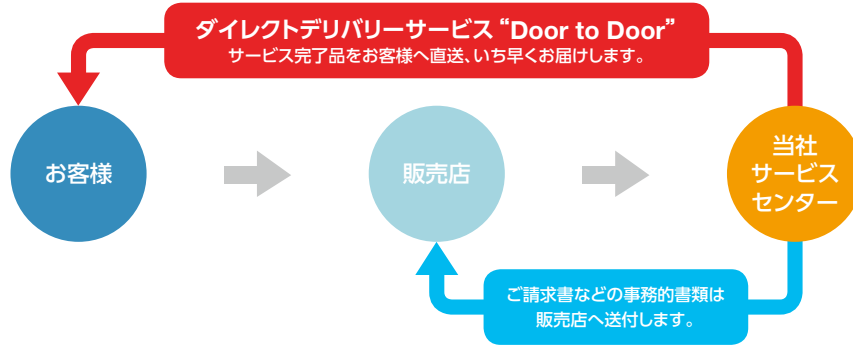 ダイレクトデリバリーサービス “Door to Door”
サービス完了品をお客様へ直送、いち早くお届けします。
お客様
販売店
当社
サービス
センター
ご請求書などの事務的書類は
販売店へ送付します。